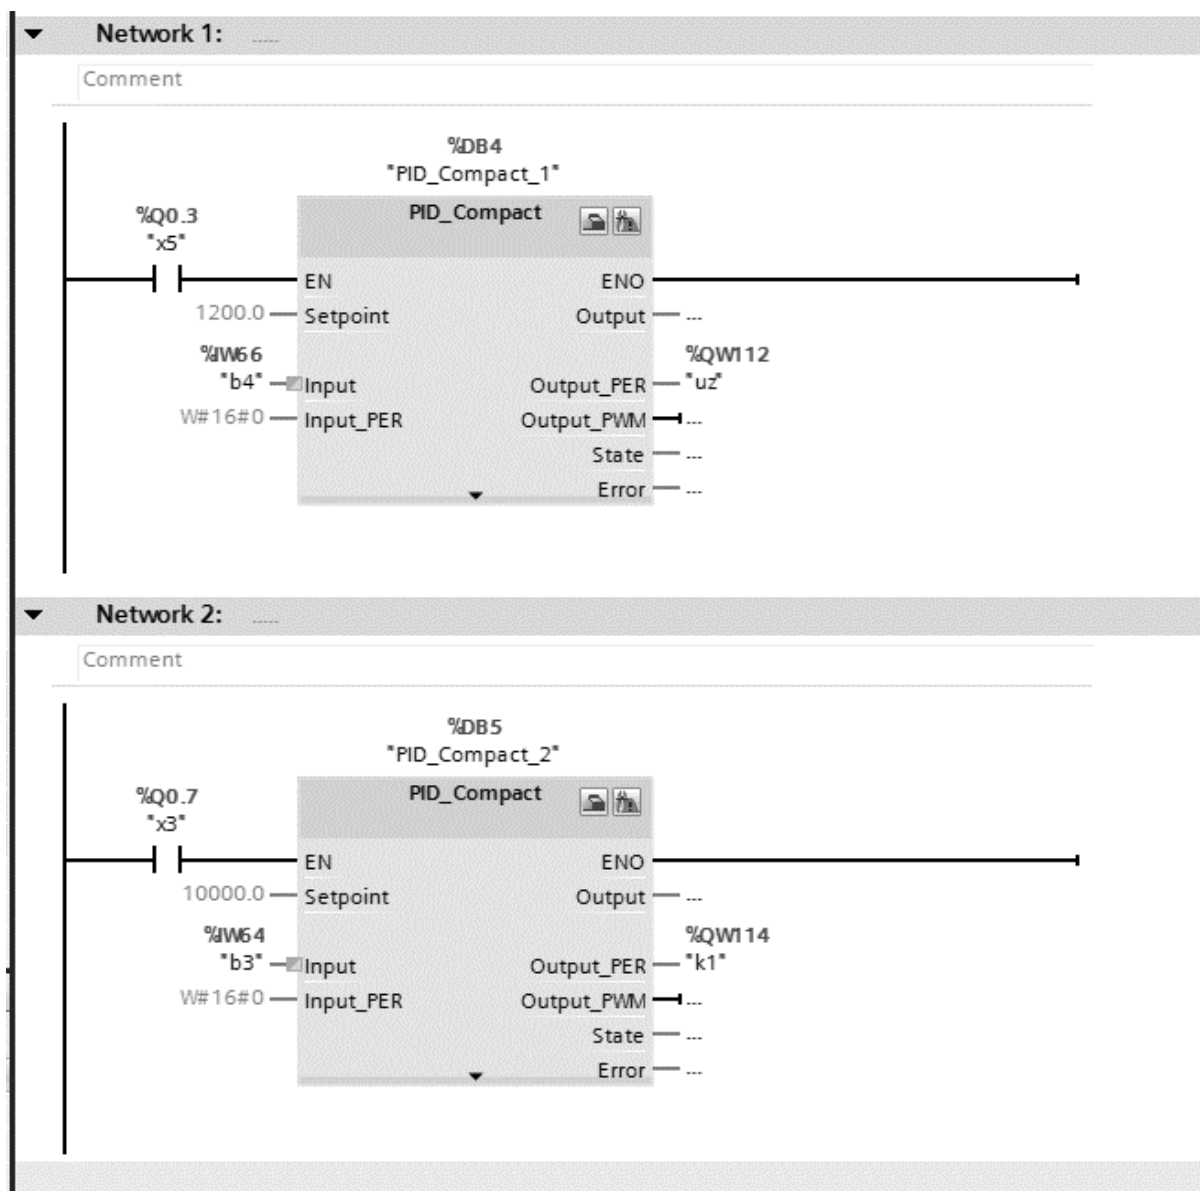 Network 1: .....
Comment
%DB4
"PID_Compact_1"
PID_Compact
%Q0.3
"x5"
EN
ENO
1200.0
Setpoint
Output
...
%IW66
"b4"
Input
%QW112
Output_PER
"uz"
W#16#0
Input_PER
Output_PWM
...
State
...
Error
...
Network 2: .....
Comment
%DB5
"PID_Compact_2"
PID_Compact
%Q0.7
"x3"
EN
ENO
10000.0
Setpoint
Output
...
%IW64
"b3"
Input
%QW114
Output_PER
"k1"
W#16#0
Input_PER
Output_PWM
...
State
...
Error
...